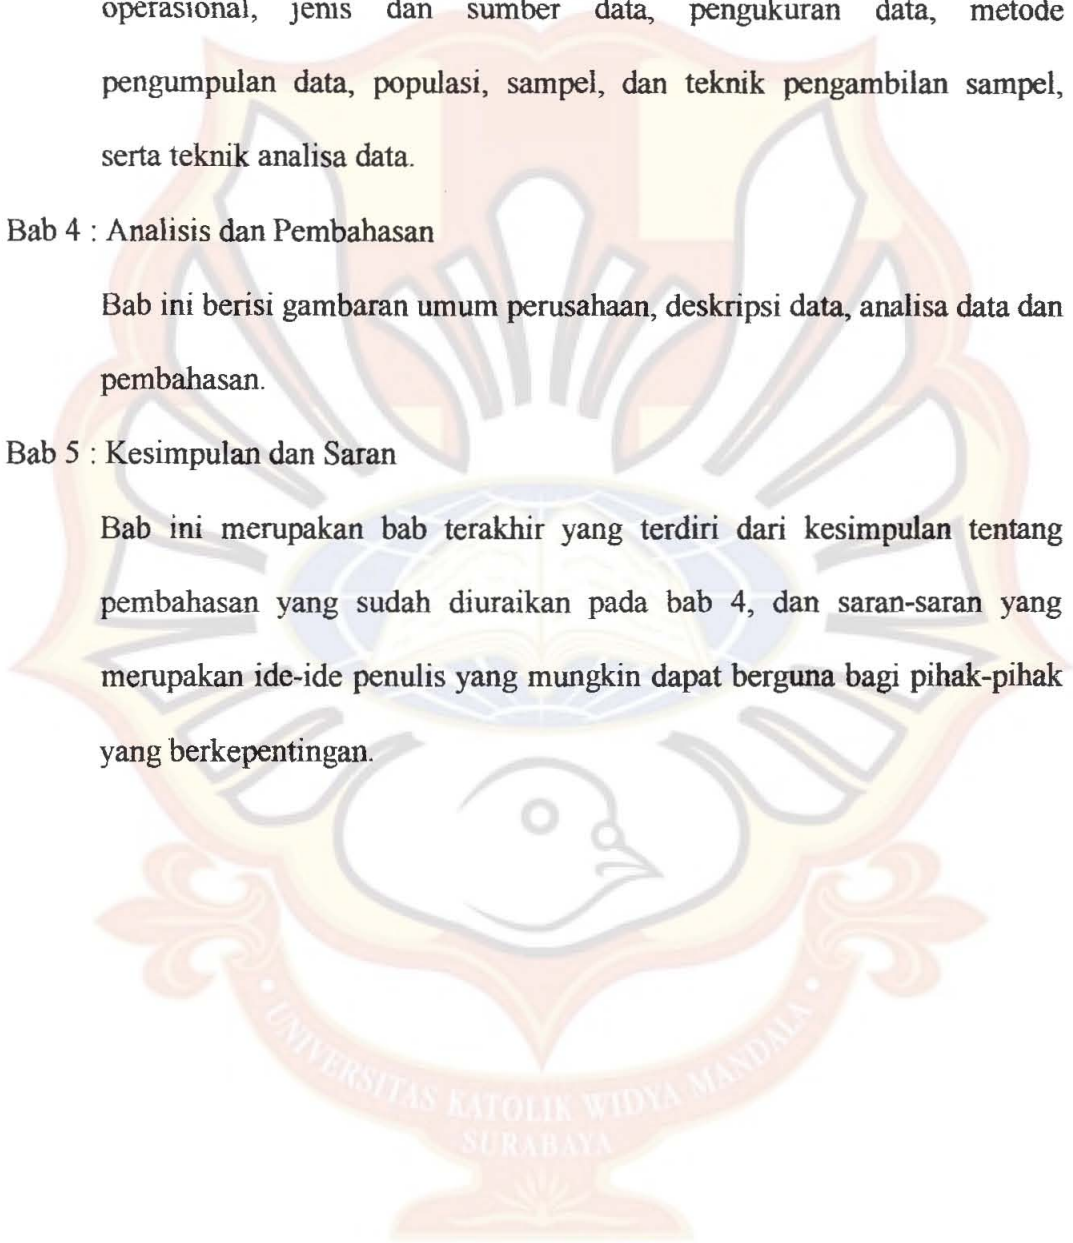 operasional, jenis dan sumber data, pengukuran data, metode
pengumpulan data, populasi, sampel, dan teknik pengambilan sampel,
serta teknik analisa data.
Bab 4 : Analisis dan Pembahasan
Bab ini berisi gambaran umum perusahaan, deskripsi data, analisa data dan
pembahasan.
Bab 5 : Kesimpulan dan Saran
Bab ini merupakan bab terakhir yang terdiri dari kesimpulan tentang
pembahasan yang sudah diuraikan pada bab 4, dan saran-saran yang
merupakan ide-ide penulis yang mungkin dapat berguna bagi pihak-pihak
yang berkepentingan.
UNIVERSITAS KATOLIK WIDYA MANDALA
SURABAYA